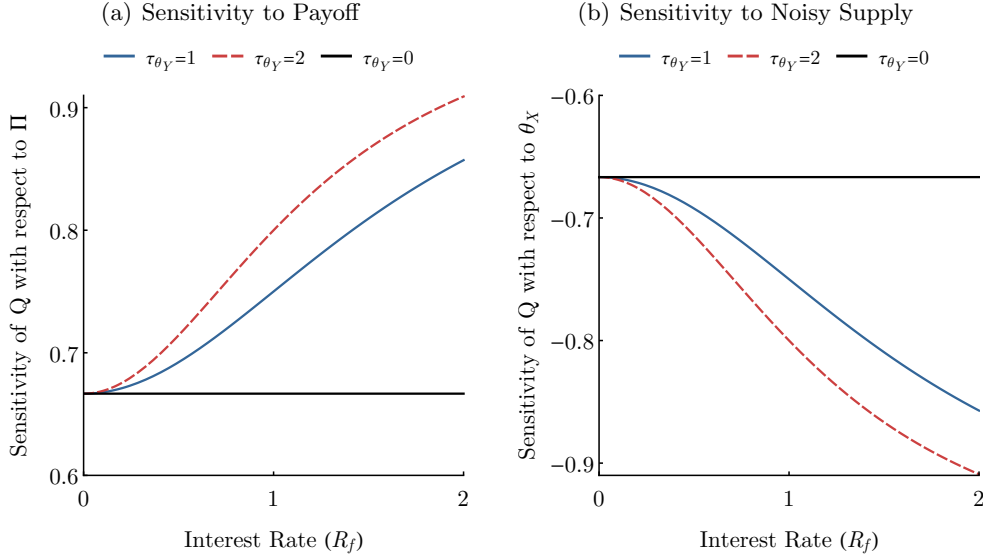 (a) Sensitivity to Payoff
τθY=1 τθY=2 τθY=0
Sensitivity of Q with respect to Π
0.9
0.8
0.7
0.6
0 1 2
Interest Rate (Rf)
(b) Sensitivity to Noisy Supply
τθY=1 τθY=2 τθY=0
Sensitivity of Q with respect to θX
−0.6
−0.7
−0.8
−0.9
0 1 2
Interest Rate (Rf)